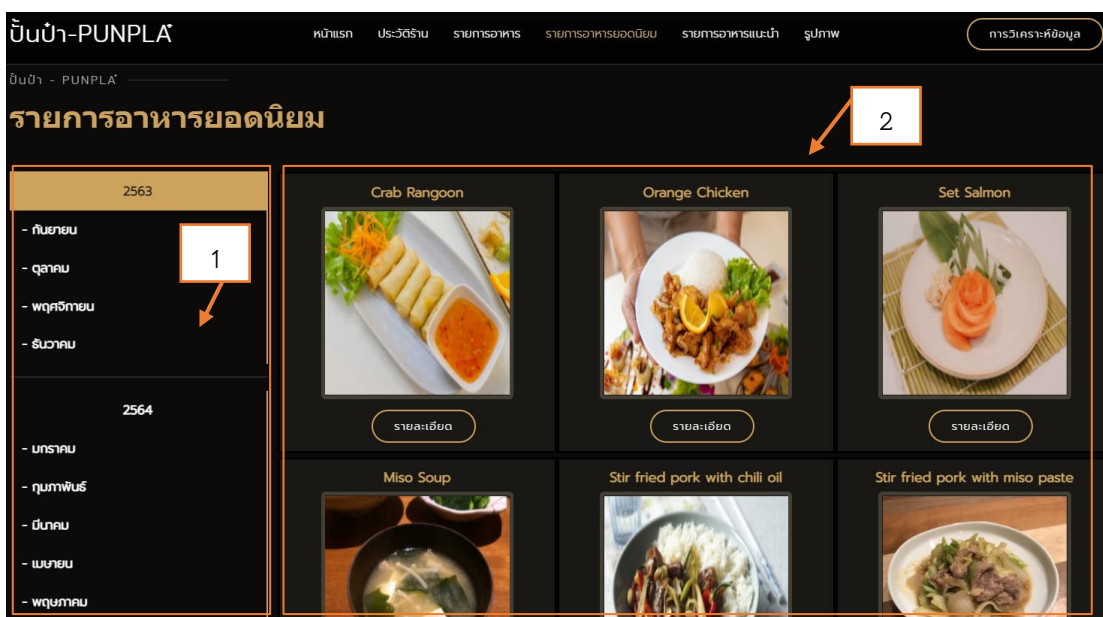 ปั้นป๋า-PUNPLA๋
หน้าแรก ประวัติร้าน รายการอาหาร รายการอาหารยอดนิยม รายการอาหารแนะนำ รูปภาพ การวิเคราะห์ข้อมูล
ปั้นป๋า - PUNPLA๋
รายการอาหารยอดนิยม
2
2563
- กันยายน
- ตุลาคม
- พฤศจิกายน
- ธันวาคม
1
2564
- มกราคม
- กุมภาพันธ์
- มีนาคม
- เมษายน
- พฤษภาคม
Crab Rangoon
รายละเอียด
Orange Chicken
รายละเอียด
Set Salmon
รายละเอียด
Miso Soup
Stir fried pork with chili oil
Stir fried pork with miso paste